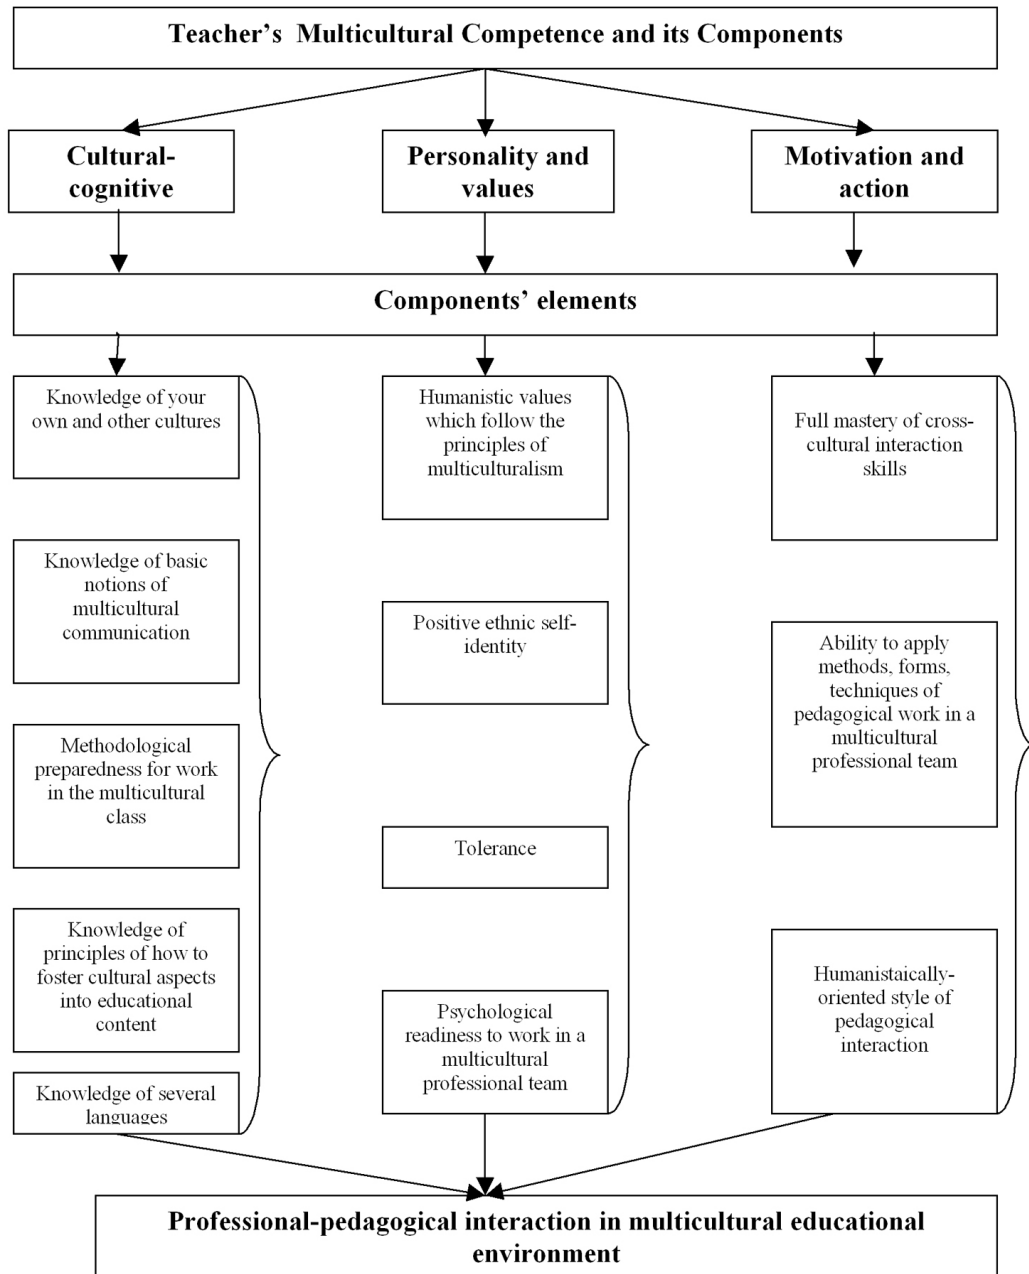 Teacher's  Multicultural Competence and its Components
Cultural-
cognitive
Personality and
values
Motivation and
action
Components' elements
Knowledge of your
own and other cultures
Knowledge of basic
notions of
multicultural
communication
Methodological
preparedness for work
in the multicultural
class
Knowledge of
principles of how to
foster cultural aspects
into educational
content
Knowledge of several
languages
Humanistic values
which follow the
principles of
multiculturalism
Positive ethnic self-
identity
Tolerance
Psychological
readiness to work in a
multicultural
professional team
Full mastery of cross-
cultural interaction
skills
Ability to apply
methods, forms,
techniques of
pedagogical work in a
multicultural
professional team
Humanistaically-
oriented style of
pedagogical
interaction
Professional-pedagogical interaction in multicultural educational
environment